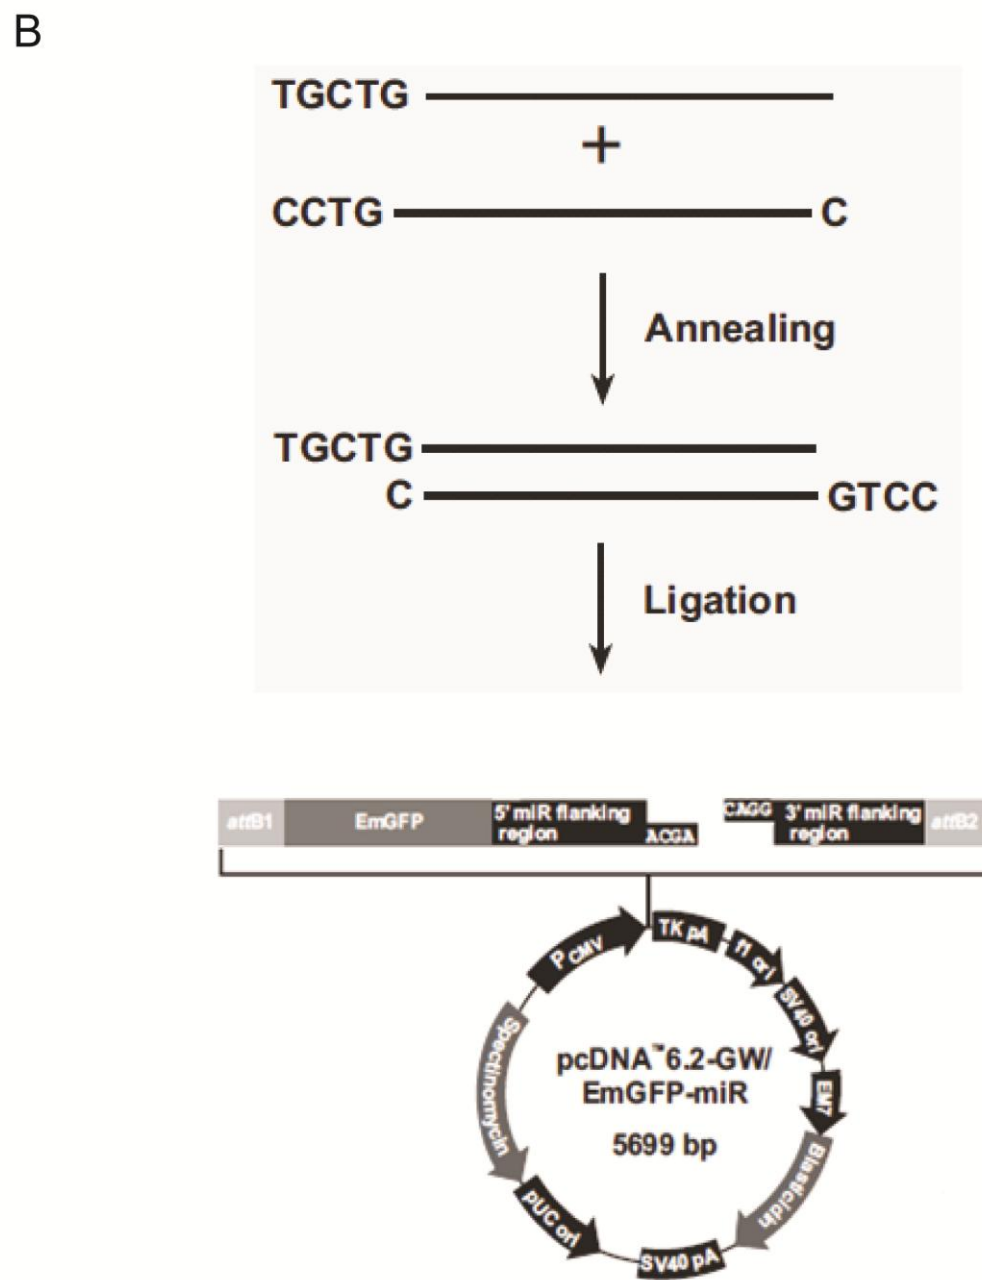 B
TGCTG
+
CCTG C
Annealing
TGCTG
C GTCC
Ligation
attB1 EmGFP 5' miR flanking region ACGA CAGG 3' miR flanking region attB2
PCMV
TK pA
f1 ori
SV40 ori
EM7
Blasticidin
SV40 pA
pUC ori
Spectinomycin
pcDNA™6.2-GW/
EmGFP-miR
5699 bp